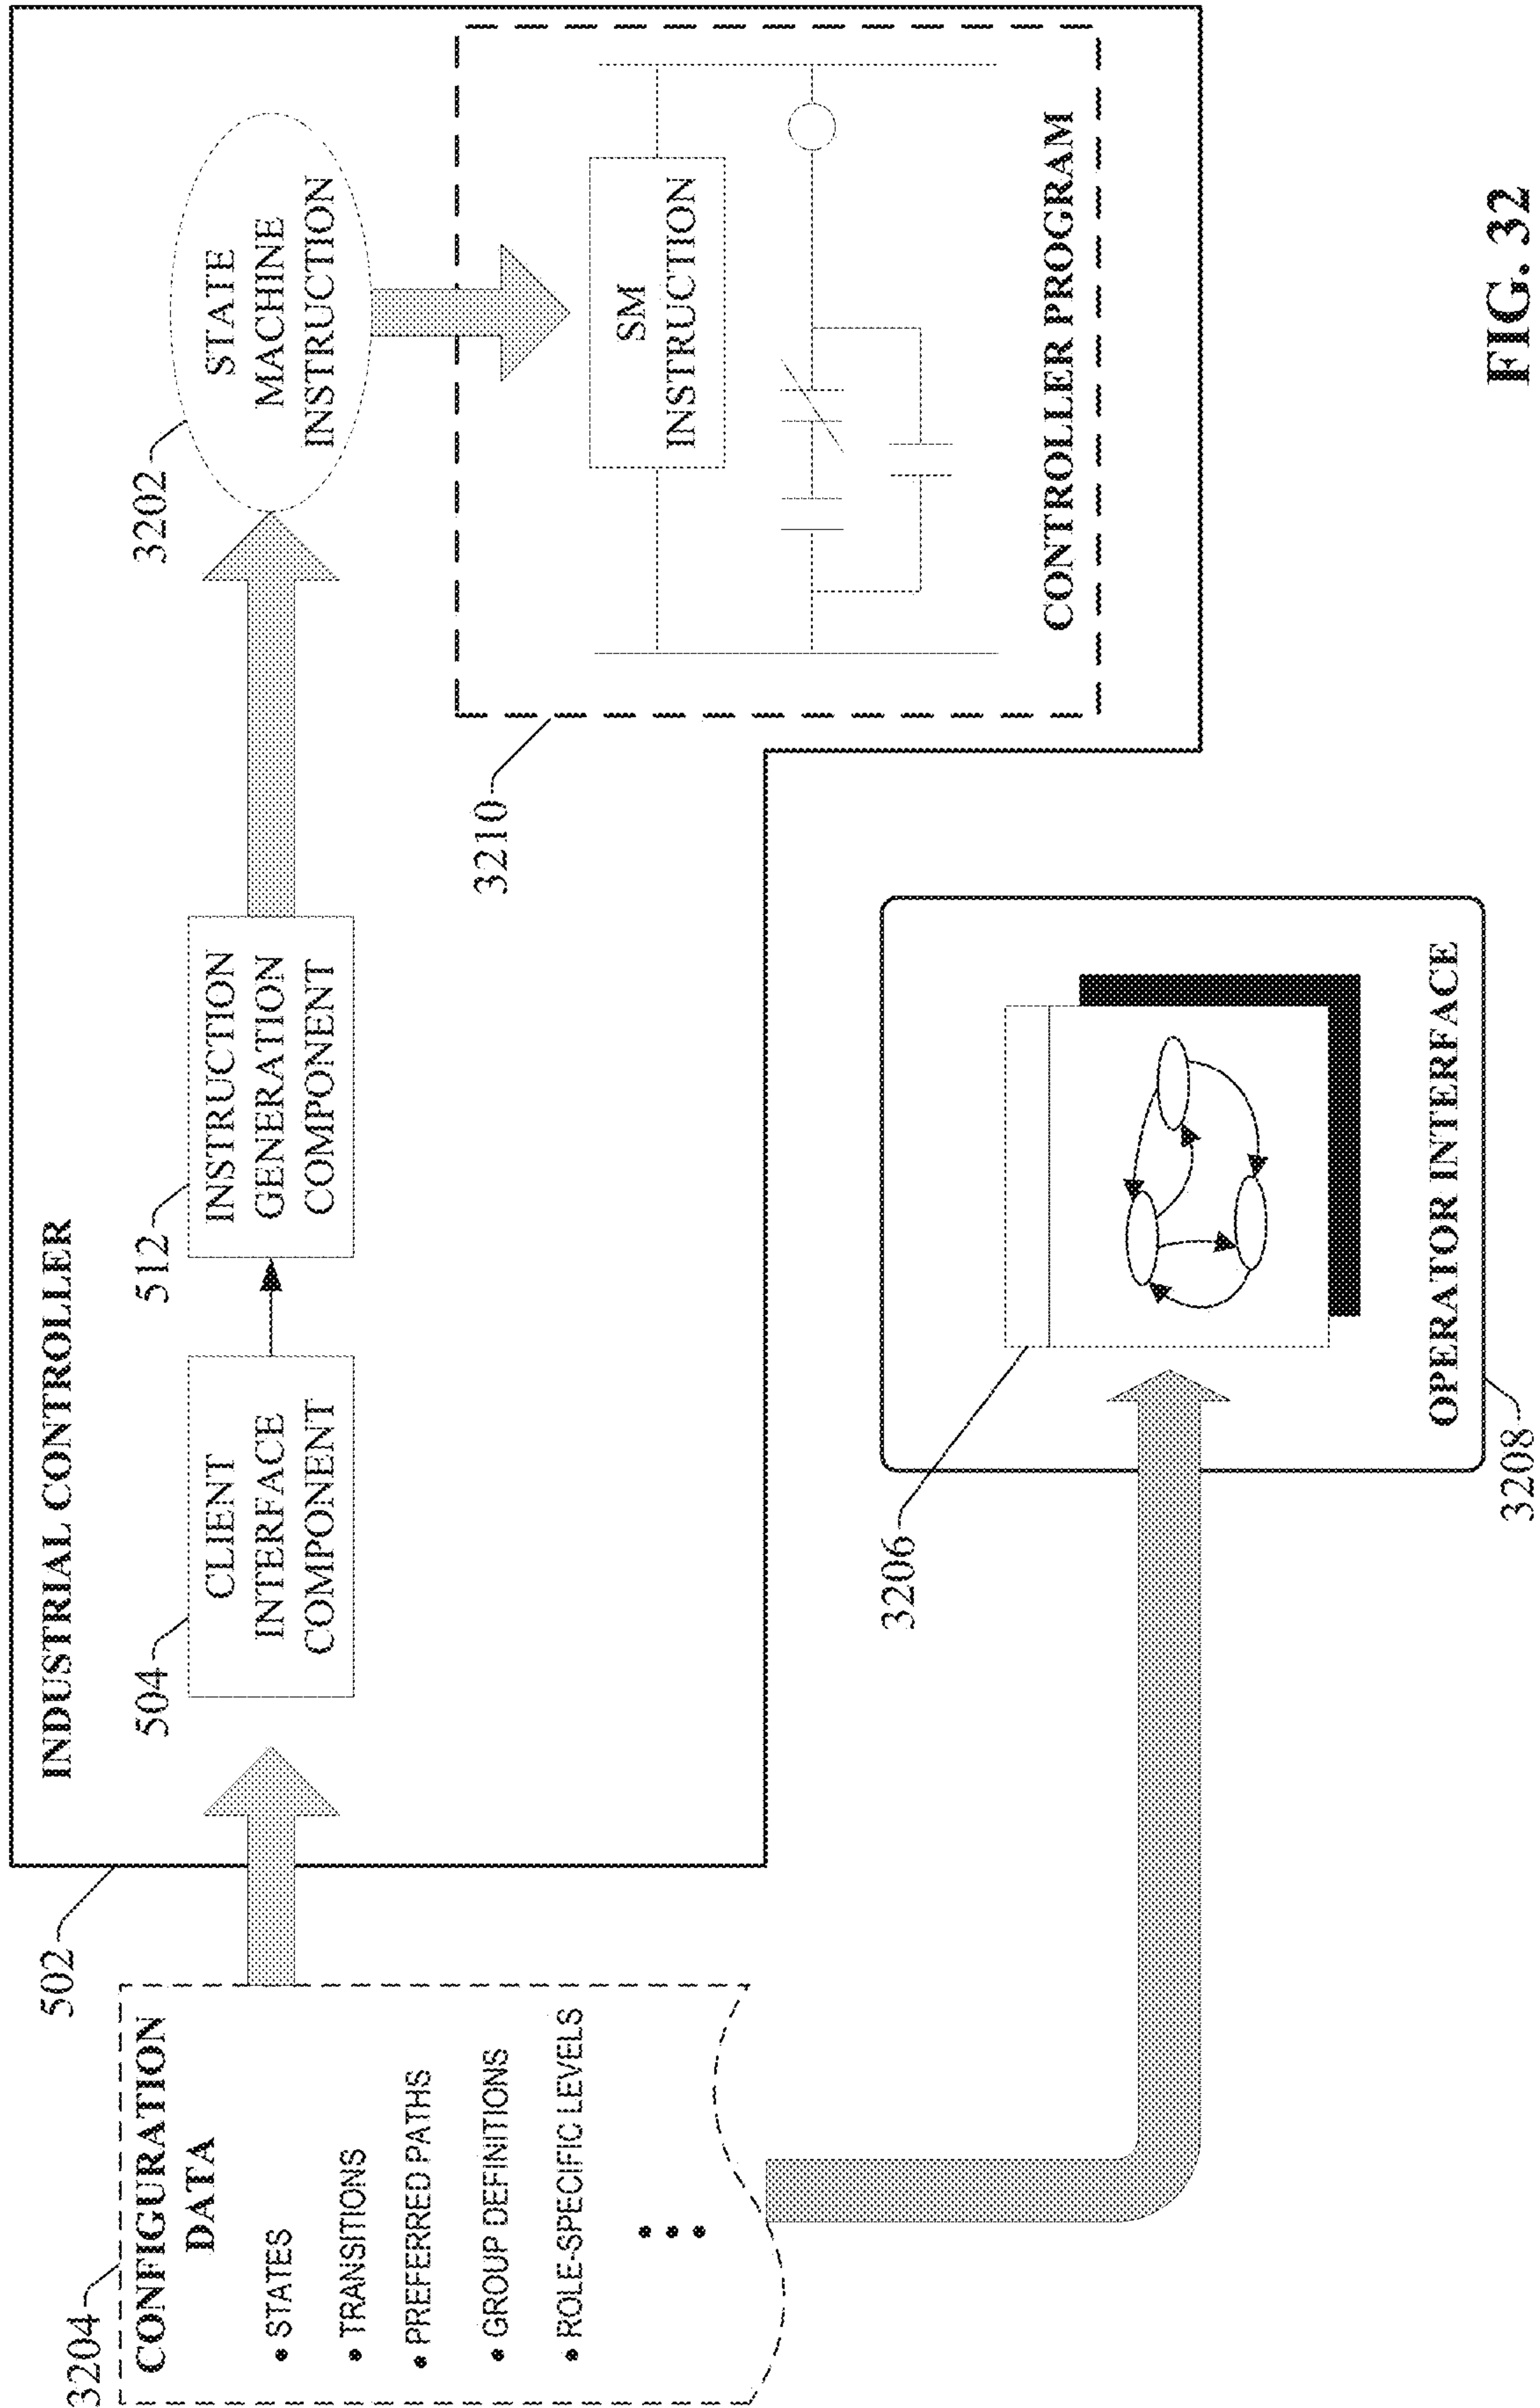 3204
CONFIGURATION
DATA
• STATES
• TRANSITIONS
• PREFERRED PATHS
• GROUP DEFINITIONS
• ROLE-SPECIFIC LEVELS
502
INDUSTRIAL CONTROLLER
504
CLIENT
INTERFACE
COMPONENT
512
INSTRUCTION
GENERATION
COMPONENT
3202
STATE
MACHINE
INSTRUCTION
3210
SM
INSTRUCTION
CONTROLLER PROGRAM
3206
OPERATOR INTERFACE
3208
FIG. 32